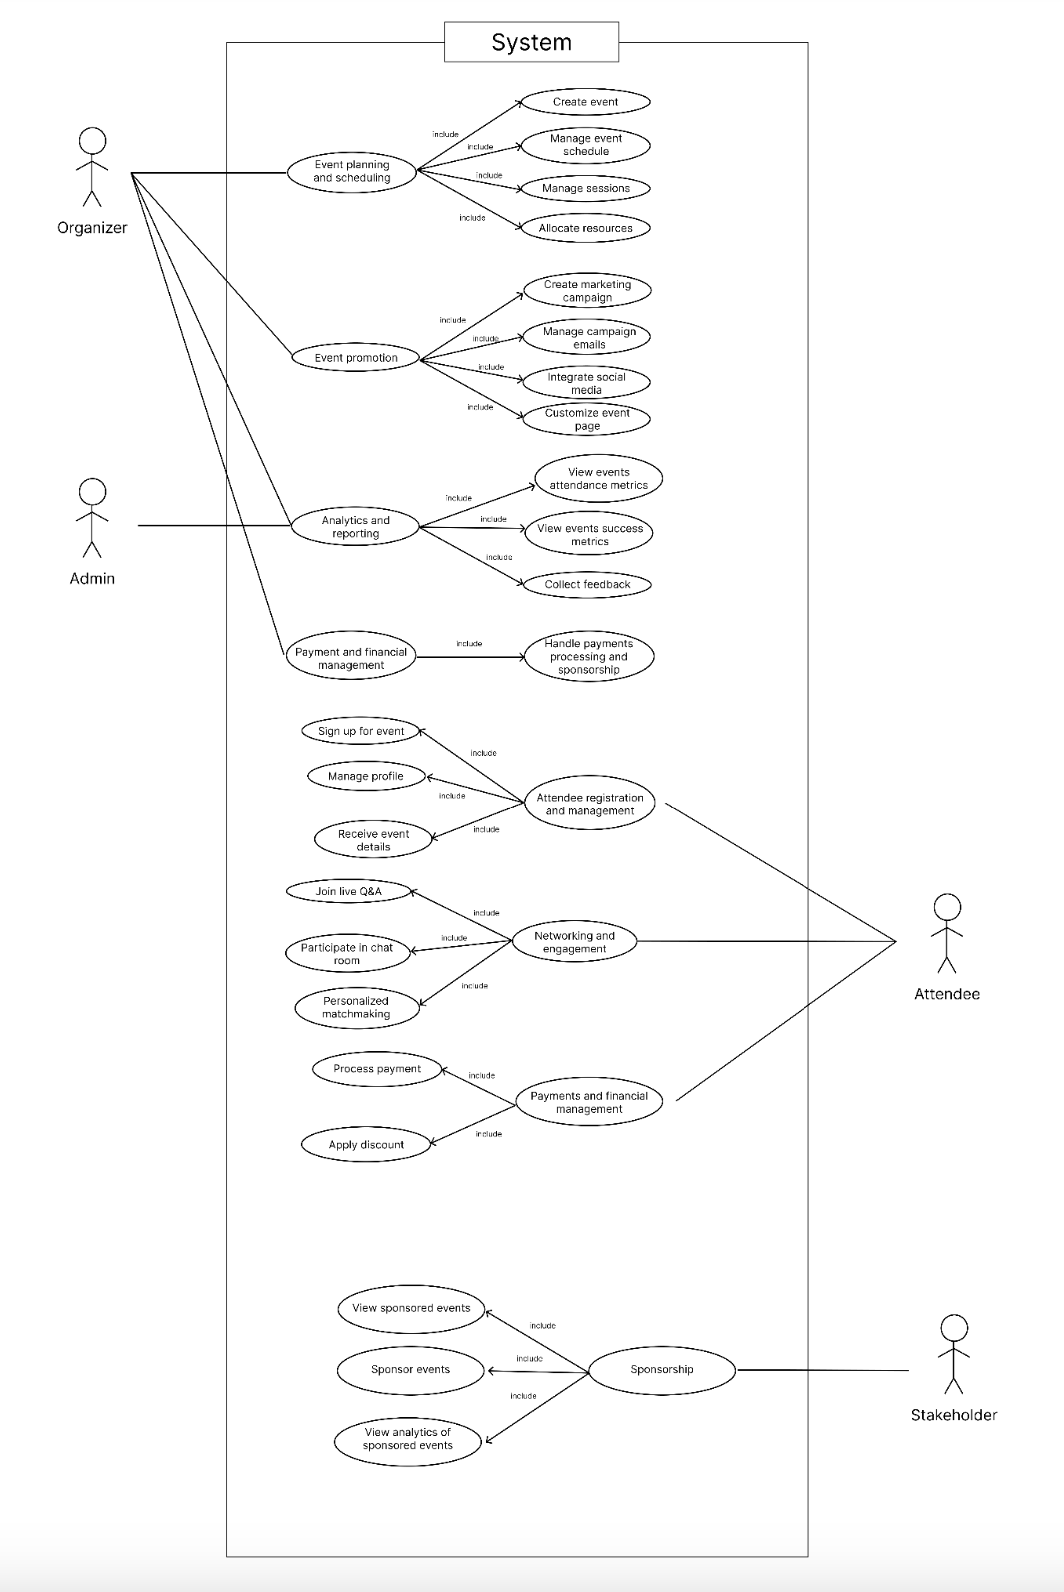 System
Organizer
Event planning
and scheduling
include
include
include
include
Create event
Manage event
schedule
Manage sessions
Allocate resources
Event promotion
include
include
include
include
Create marketing
campaign
Manage campaign
emails
Integrate social
media
Customize event
page
Admin
Analytics and
reporting
include
include
include
View events
attendance metrics
View events success
metrics
Collect feedback
Payment and financial
management
include
Handle payments
processing and
sponsorship
Sign up for event
Manage profile
Receive event
details
include
include
include
Attendee registration
and management
Join live Q&A
Participate in chat
room
Personalized
matchmaking
include
include
include
Networking and
engagement
Attendee
Process payment
Apply discount
include
include
Payments and financial
management
View sponsored events
Sponsor events
View analytics of
sponsored events
include
include
include
Sponsorship
Stakeholder